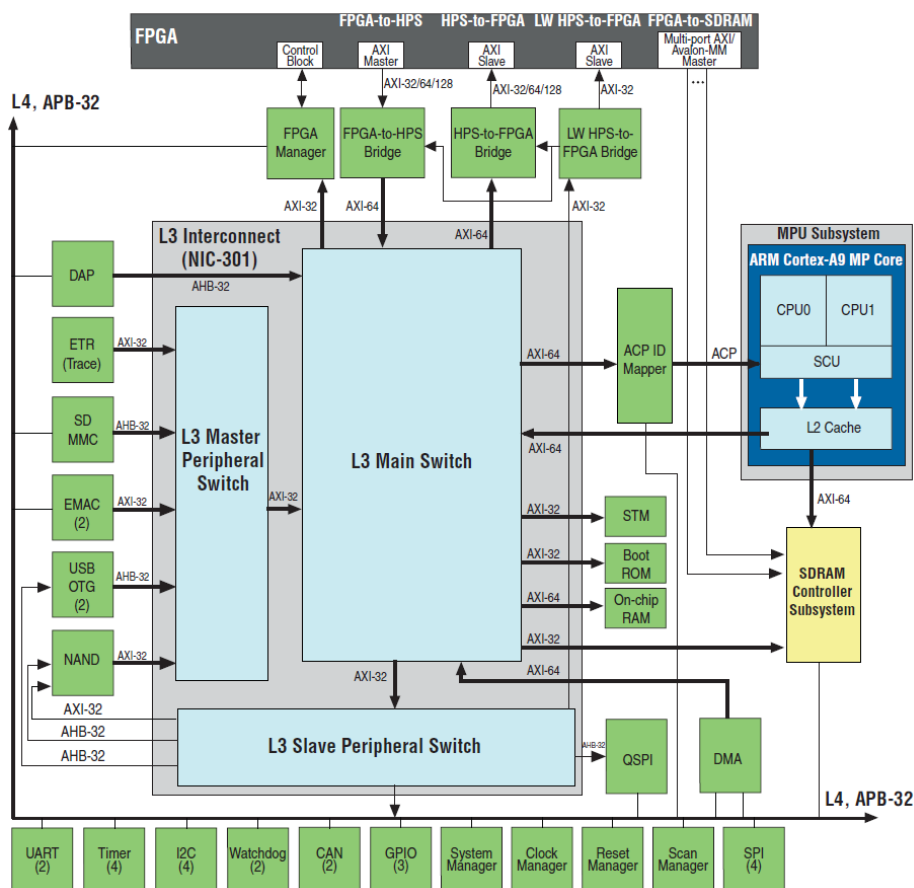 FPGA-to-HPS HPS-to-FPGA LW HPS-to-FPGA FPGA-to-SDRAM
FPGA
Control
Block
AXI
Master
AXI
Slave
AXI
Slave
Multi-port AXI/
Avalon-MM
Master
...
AXI-32/64/128
AXI-32/64/128
AXI-32
L4, APB-32
FPGA
Manager
FPGA-to-HPS
Bridge
HPS-to-FPGA
Bridge
LW HPS-to-
FPGA Bridge
AXI-32
AXI-64
AXI-64
AXI-32
L3 Interconnect
(NIC-301)
MPU Subsystem
ARM Cortex-A9 MP Core
CPU0
CPU1
SCU
L2 Cache
DAP
AHB-32
ETR
(Trace)
AXI-32
SD
MMC
AHB-32
EMAC
(2)
AXI-32
USB
OTG
(2)
AHB-32
NAND
AXI-32
L3 Master
Peripheral
Switch
AXI-32
L3 Main Switch
AXI-64
ACP ID
Mapper
ACP
AXI-64
AXI-64
AXI-32
STM
AXI-32
Boot
ROM
AXI-64
On-chip
RAM
AXI-32
SDRAM
Controller
Subsystem
AXI-32
AXI-64
AXI-32
AHB-32
AHB-32
L3 Slave Peripheral Switch
AHB-32
QSPI
DMA
L4, APB-32
UART
(2)
Timer
(4)
I2C
(4)
Watchdog
(2)
CAN
(2)
GPIO
(3)
System
Manager
Clock
Manager
Reset
Manager
Scan
Manager
SPI
(4)